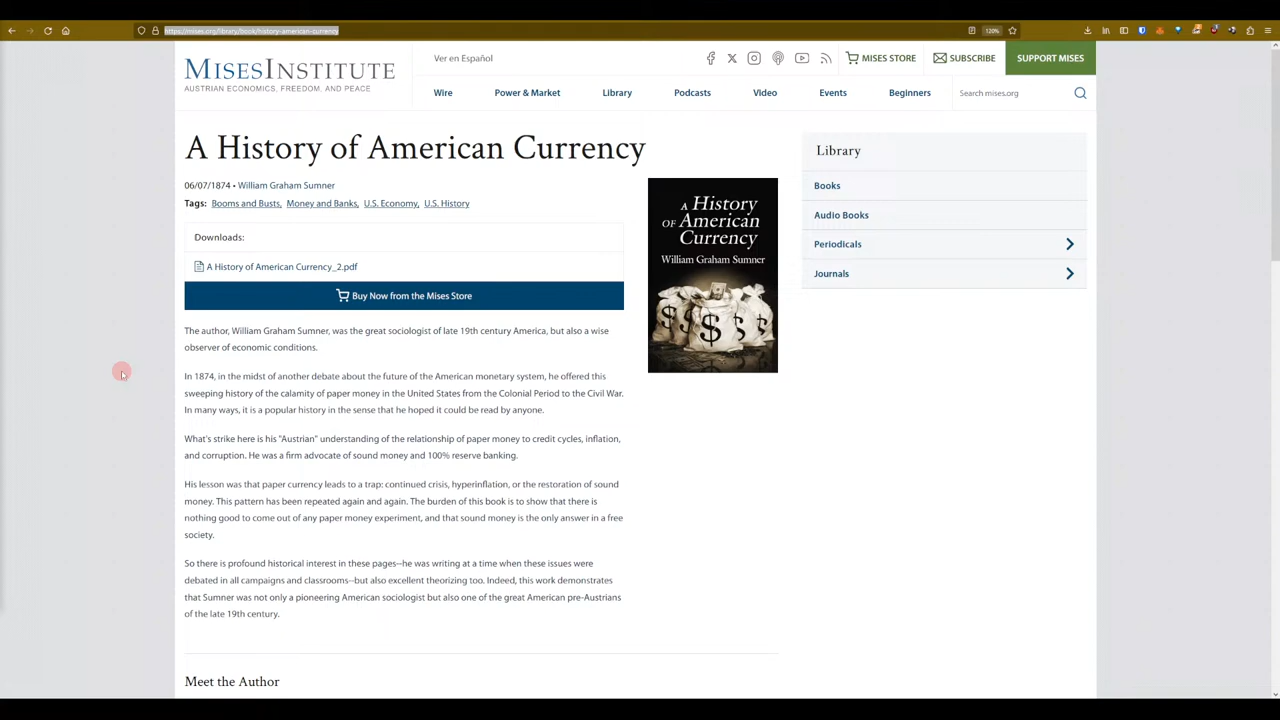 https://mises.org/library/book/history-american-currency
120%
MISESINSTITUTE
AUSTRIAN ECONOMICS, FREEDOM, AND PEACE
Ver en Español
MISES STORE
SUBSCRIBE
SUPPORT MISES
Wire
Power & Market
Library
Podcasts
Video
Events
Beginners
Search mises.org
A History of American Currency
06/07/1874 • William Graham Sumner
Tags: Booms and Busts, Money and Banks, U.S. Economy, U.S. History
Downloads:
A History of American Currency_2.pdf
Buy Now from the Mises Store
A History
OF American
Currency
William Graham Sumner
Library
Books
Audio Books
Periodicals
Journals
The author, William Graham Sumner, was the great sociologist of late 19th century America, but also a wise
observer of economic conditions.
In 1874, in the midst of another debate about the future of the American monetary system, he offered this
sweeping history of the calamity of paper money in the United States from the Colonial Period to the Civil War.
In many ways, it is a popular history in the sense that he hoped it could be read by anyone.
What's strike here is his "Austrian" understanding of the relationship of paper money to credit cycles, inflation,
and corruption. He was a firm advocate of sound money and 100% reserve banking.
His lesson was that paper currency leads to a trap: continued crisis, hyperinflation, or the restoration of sound
money. This pattern has been repeated again and again. The burden of this book is to show that there is
nothing good to come out of any paper money experiment, and that sound money is the only answer in a free
society.
So there is profound historical interest in these pages--he was writing at a time when these issues were
debated in all campaigns and classrooms--but also excellent theorizing too. Indeed, this work demonstrates
that Sumner was not only a pioneering American sociologist but also one of the great American pre-Austrians
of the late 19th century.
Meet the Author